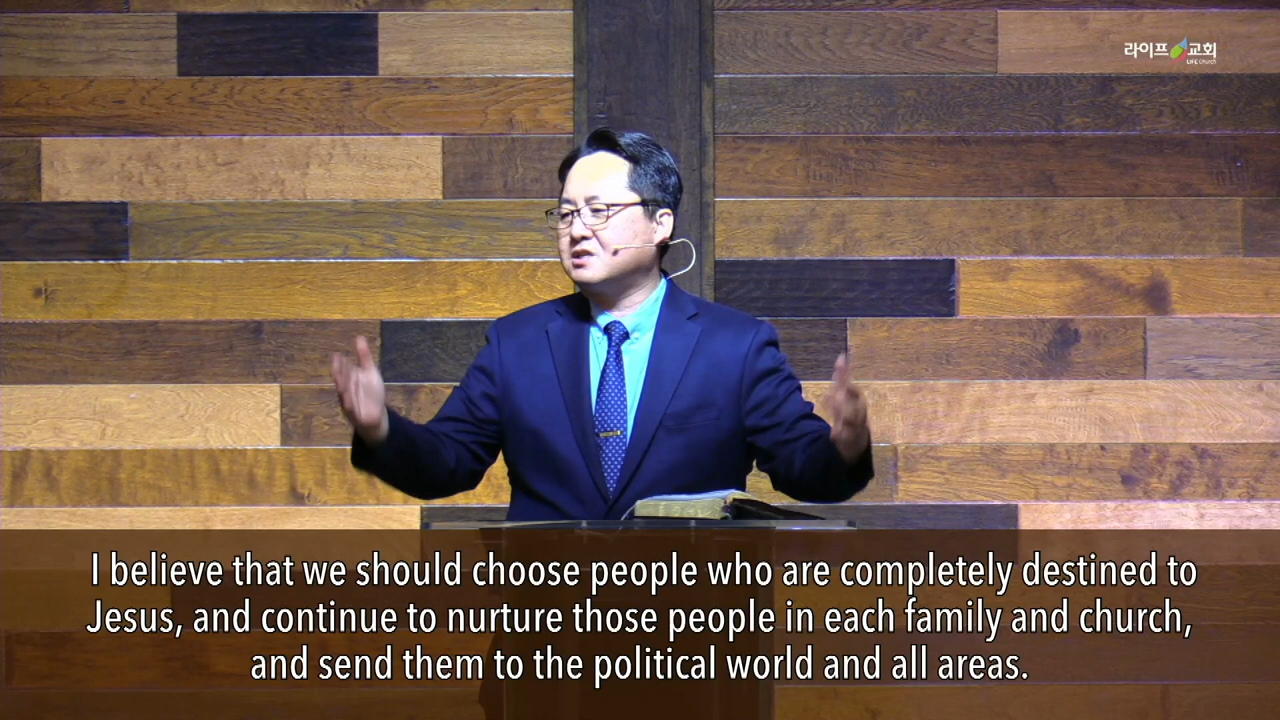 라이프 교회
LIFE Church
I believe that we should choose people who are completely destined to
Jesus, and continue to nurture those people in each family and church,
and send them to the political world and all areas.